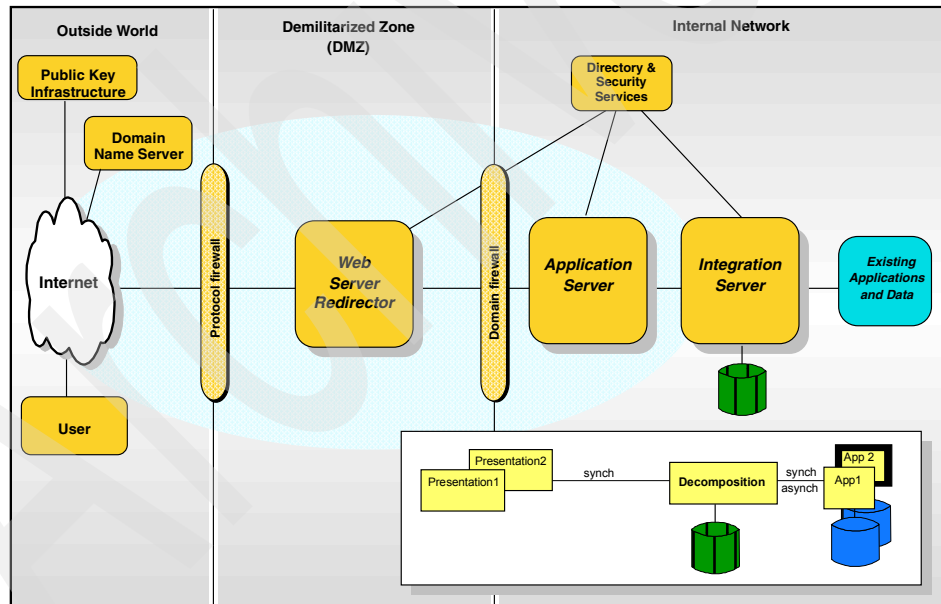 Outside World
Demilitarized Zone
(DMZ)
Internal Network
Public Key
Infrastructure
Domain
Name Server
Internet
User
Protocol firewall
Web
Server
Redirector
Domain firewall
Directory &
Security
Services
Application
Server
Integration
Server
Existing
Applications
and Data
Presentation2
Presentation1
synch
Decomposition
synch
asynch
App 2
App1